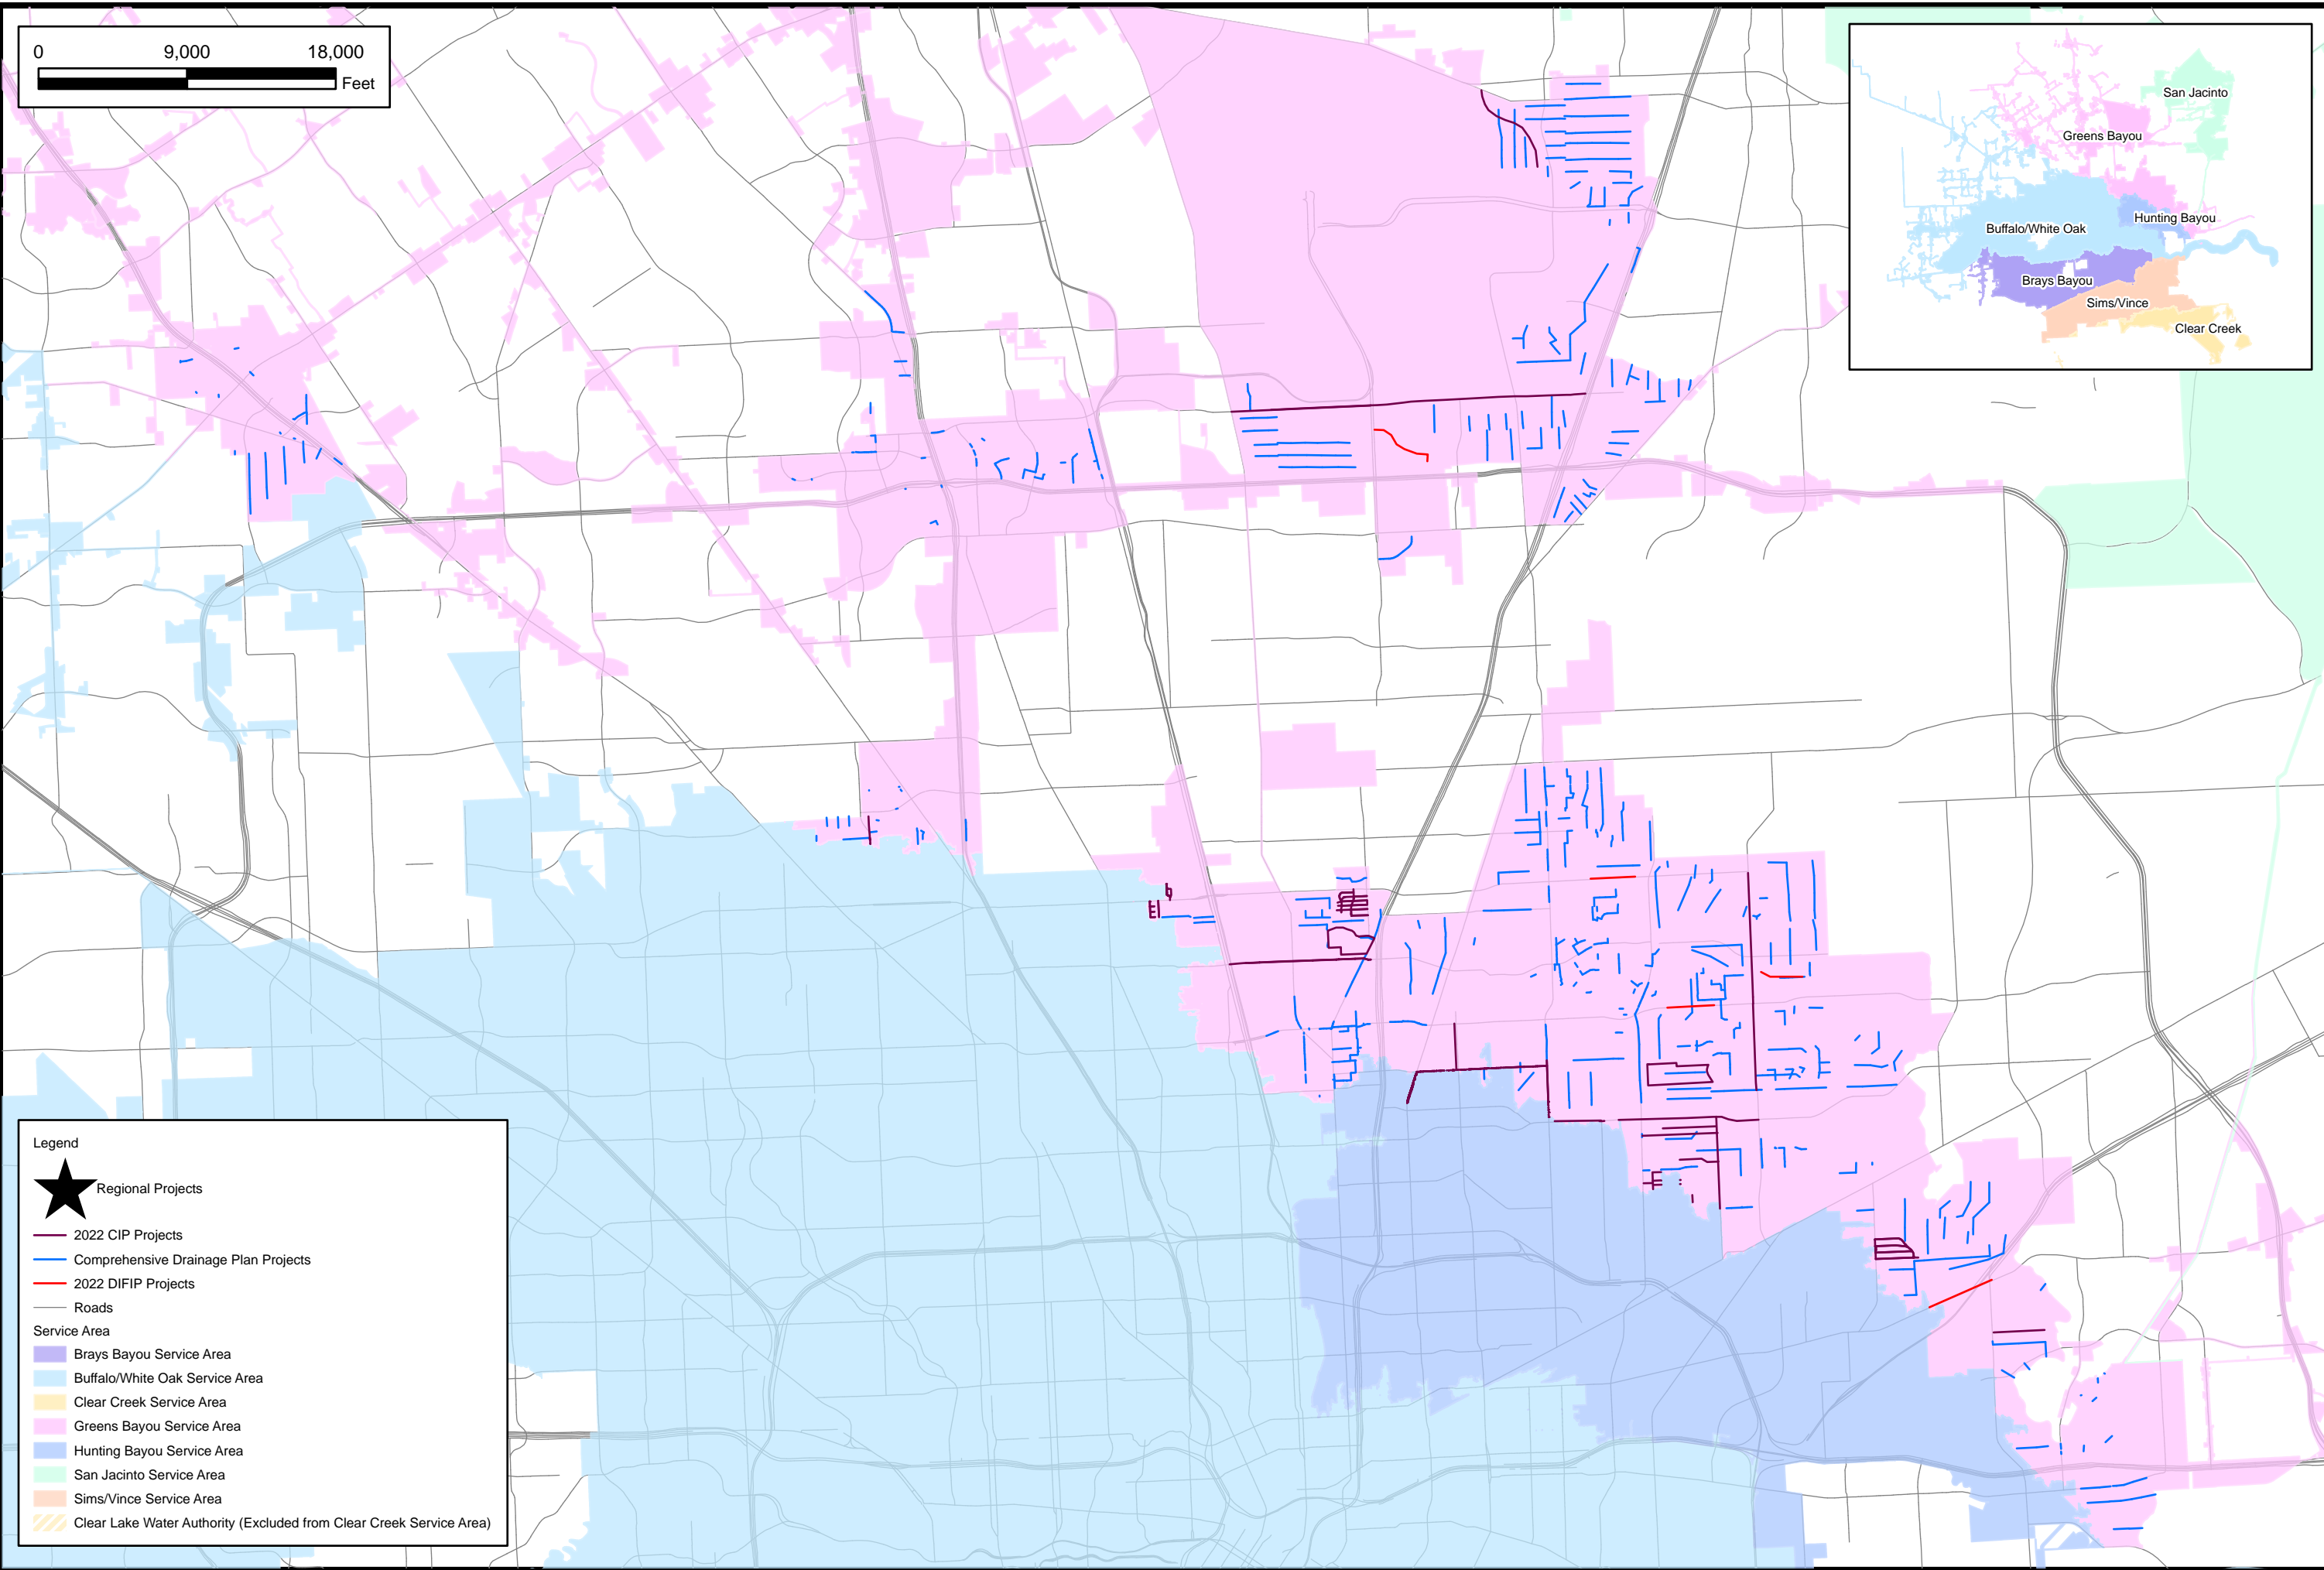 0 9,000 18,000
Feet
San Jacinto
Greens Bayou
Hunting Bayou
Buffalo/White Oak
Brays Bayou
Sims/Vince
Clear Creek
Legend
Regional Projects
2022 CIP Projects
Comprehensive Drainage Plan Projects
2022 DIFIP Projects
Roads
Service Area
Brays Bayou Service Area
Buffalo/White Oak Service Area
Clear Creek Service Area
Greens Bayou Service Area
Hunting Bayou Service Area
San Jacinto Service Area
Sims/Vince Service Area
Clear Lake Water Authority (Excluded from Clear Creek Service Area)